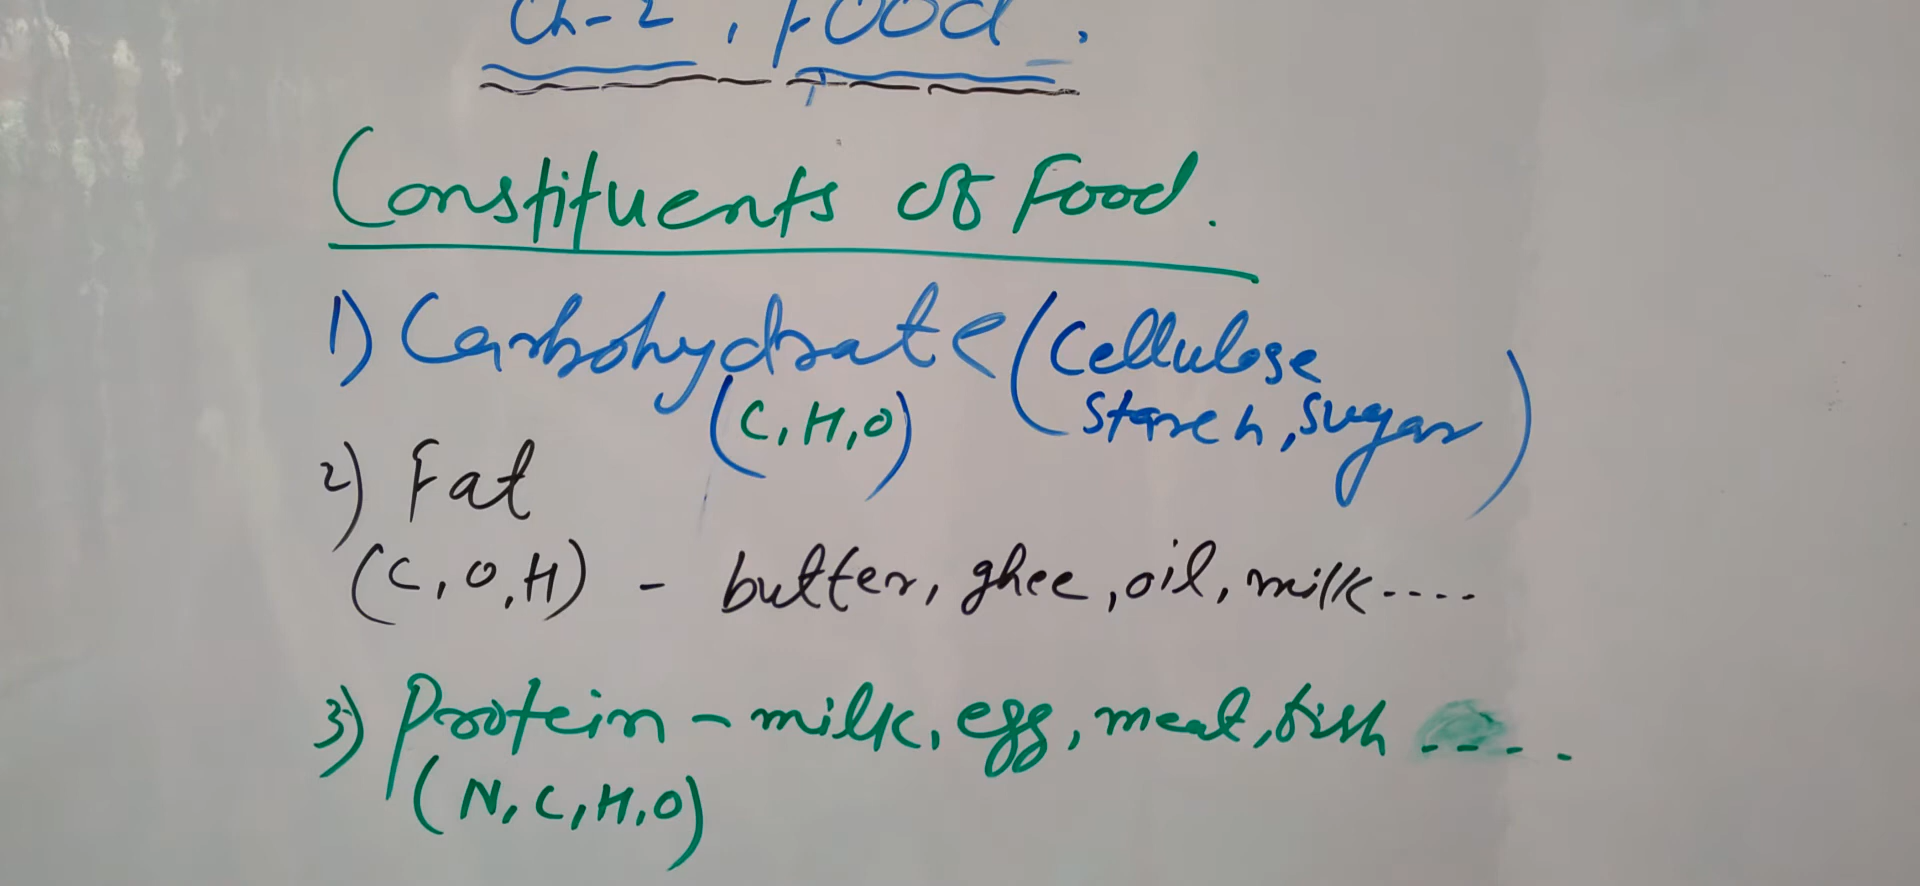 Ch-2, Food.
Constituents of Food.
1) Carbohydrate (Cellulose
starch, sugar)
(C, H, O)
2) Fat
(C, O, H) - butter, ghee, oil, milk....
3) Protein - milk, egg, meat, fish .....
(N, C, H, O)